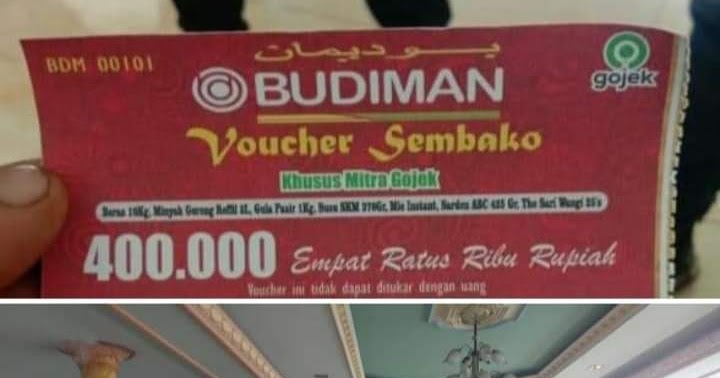 بوديمان
BDM 00101
BUDIMAN
gojek
Voucher Sembako
Khusus Mitra Gojek
Beras 10Kg, Minyak Goreng Refill 2L, Gula Pasir 1Kg, Susu SKM 370Gr, Mie Instant, Sarden ABC 425 Gr, The Sari Wangi 25's
400.000 Empat Ratus Ribu Rupiah
Voucher ini tidak dapat ditukar dengan uang